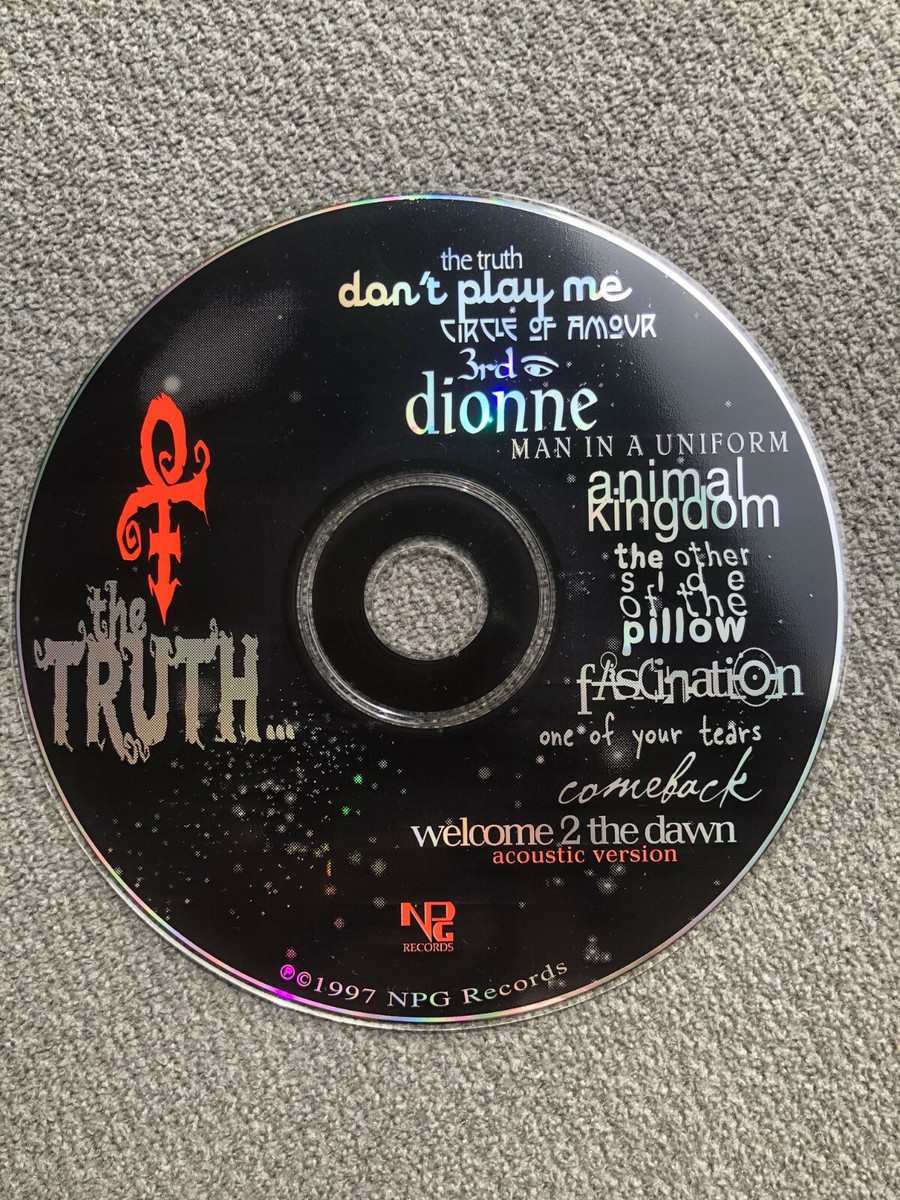 the truth
don't play me
CIRCLE OF AMOUR
3rd
dionne
MAN IN A UNIFORM
animal
kingdom
the other
side
of the
pillow
fascination
one of your tears
comeback
welcome 2 the dawn
acoustic version
the
TRUTH...
NPG
RECORDS
℗©1997 NPG Records